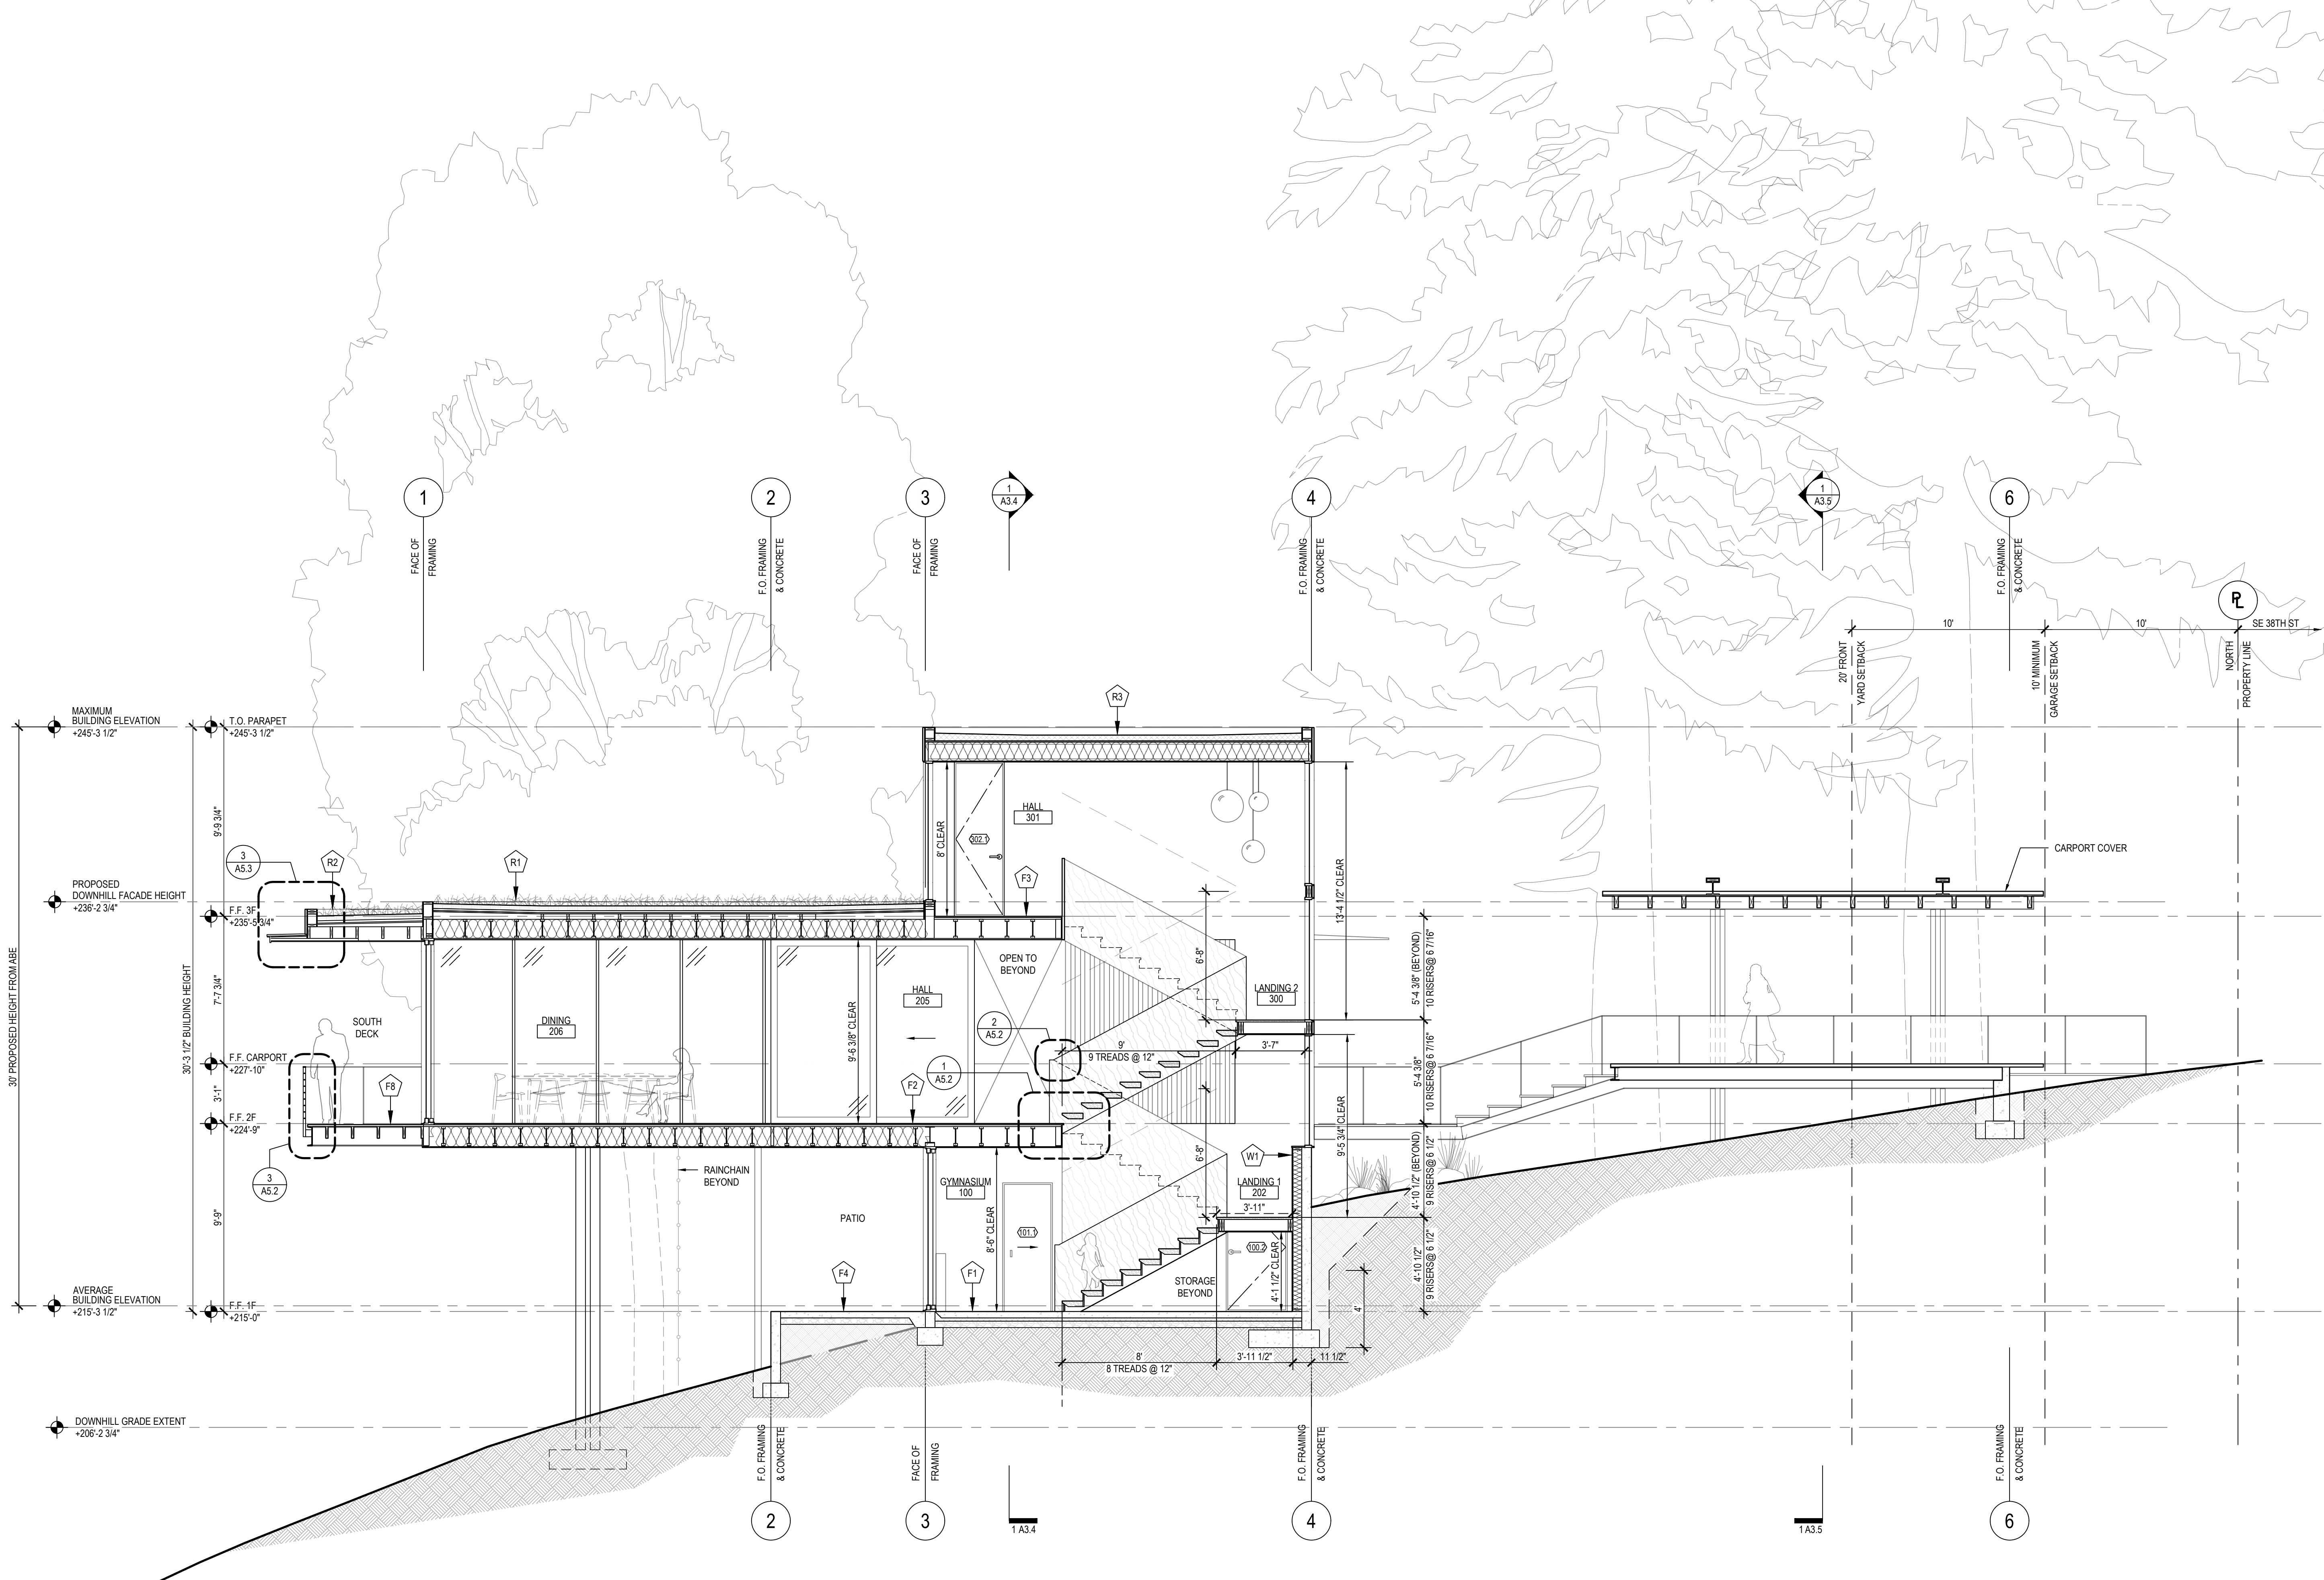 1
2
3
1
A3.4
4
1
A3.5
6
FACE OF
FRAMING
F.O. FRAMING
& CONCRETE
FACE OF
FRAMING
F.O. FRAMING
& CONCRETE
F.O. FRAMING
& CONCRETE
PL
10'
10'
SE 38TH ST
20' FRONT
YARD SETBACK
10' MINIMUM
GARAGE SETBACK
NORTH
PROPERTY LINE
MAXIMUM
BUILDING ELEVATION
+245'-3 1/2"
T.O. PARAPET
+245'-3 1/2"
R3
9'-9 3/4"
HALL
301
302.1
8' CLEAR
13'-4 1/2" CLEAR
CARPORT COVER
3
A5.3
R2
R1
F3
PROPOSED
DOWNHILL FACADE HEIGHT
+236'-2 3/4"
F.F. 3F
+235'-5 3/4"
30' PROPOSED HEIGHT FROM ABE
30'-3 1/2" BUILDING HEIGHT
7'-7 3/4"
OPEN TO
BEYOND
6'-8"
5'-4 3/8" (BEYOND)
10 RISERS@ 6 7/16"
HALL
205
LANDING 2
300
SOUTH
DECK
DINING
206
9'-6 3/8" CLEAR
2
A5.2
9'
9 TREADS @ 12"
3'-7"
F.F. CARPORT
+227'-10"
1
A5.2
5'-4 3/8"
10 RISERS@ 6 7/16"
3'-1"
F8
F2
F.F. 2F
+224'-9"
9'-5 3/4" CLEAR
6'-8"
W1
4'-10 1/2" (BEYOND)
9 RISERS@ 6 1/2"
3
A5.2
RAINCHAIN
BEYOND
GYMNASIUM
100
LANDING 1
202
3'-11"
9'-9"
PATIO
8'-6" CLEAR
101.1
100.2
4'-1 1/2" CLEAR
4'-10 1/2"
9 RISERS@ 6 1/2"
F4
F1
STORAGE
BEYOND
AVERAGE
BUILDING ELEVATION
+215'-3 1/2"
F.F. 1F
+215'-0"
4'
8'
8 TREADS @ 12"
3'-11 1/2"
11 1/2"
DOWNHILL GRADE EXTENT
+206'-2 3/4"
F.O. FRAMING
& CONCRETE
FACE OF
FRAMING
F.O. FRAMING
& CONCRETE
F.O. FRAMING
& CONCRETE
2
3
1 A3.4
4
1 A3.5
6